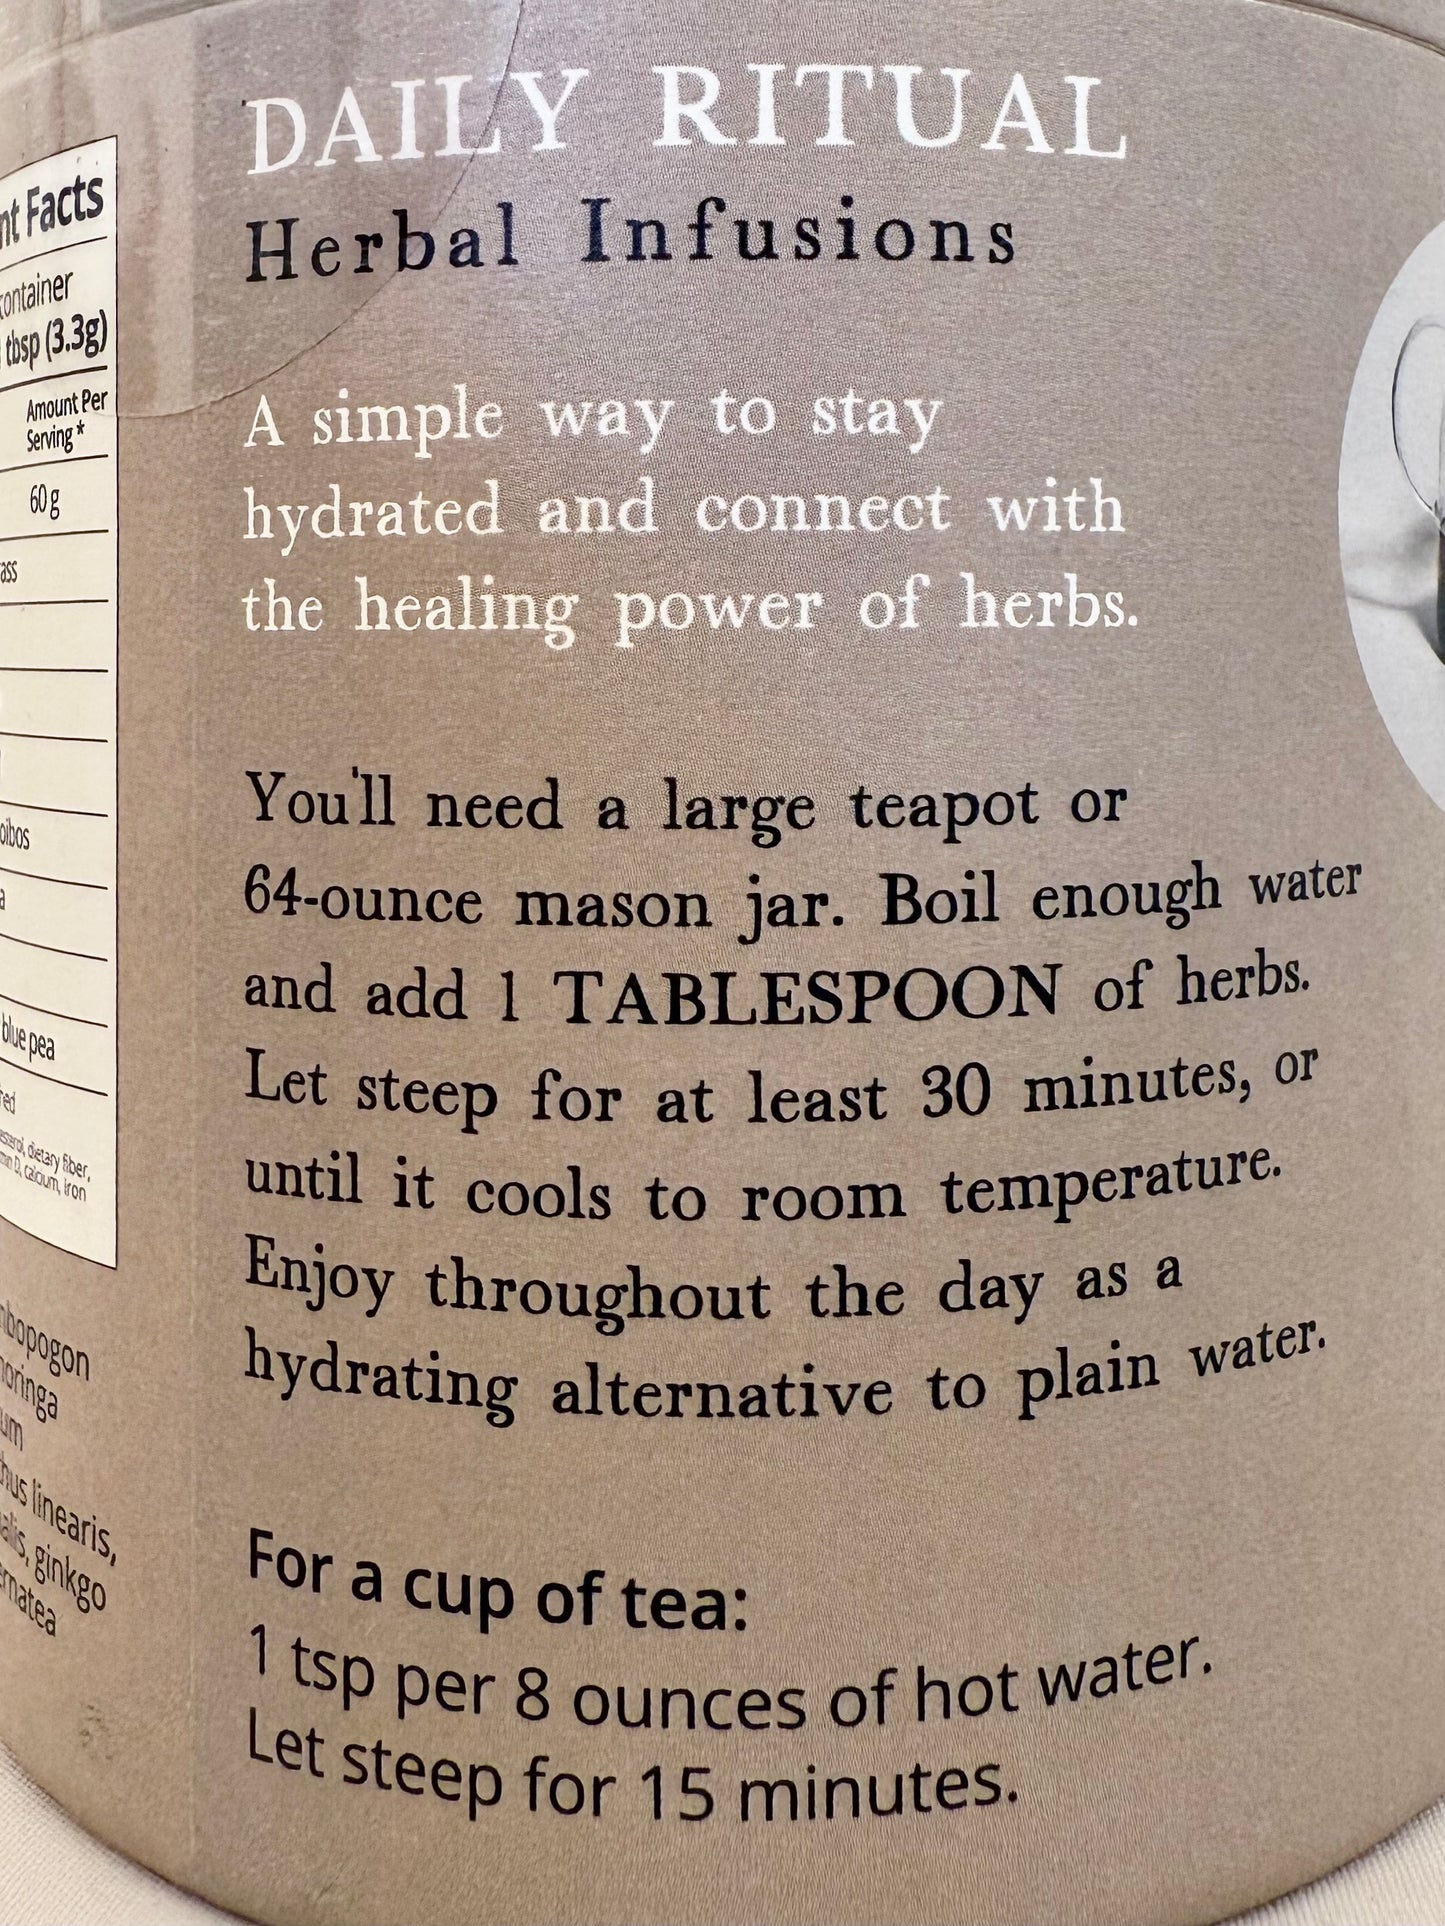 DAILY RITUAL
Herbal Infusions
A simple way to stay
hydrated and connect with
the healing power of herbs.
You'll need a large teapot or
64-ounce mason jar. Boil enough water
and add 1 TABLESPOON of herbs.
Let steep for at least 30 minutes, or
until it cools to room temperature.
Enjoy throughout the day as a
hydrating alternative to plain water.
For a cup of tea:
1 tsp per 8 ounces of hot water.
Let steep for 15 minutes.
Facts
container
tbsp (3.3g)
Amount Per
Serving*
60g
blue pea
dietary fiber,
D, calcium, iron
linearis,
ginkgo